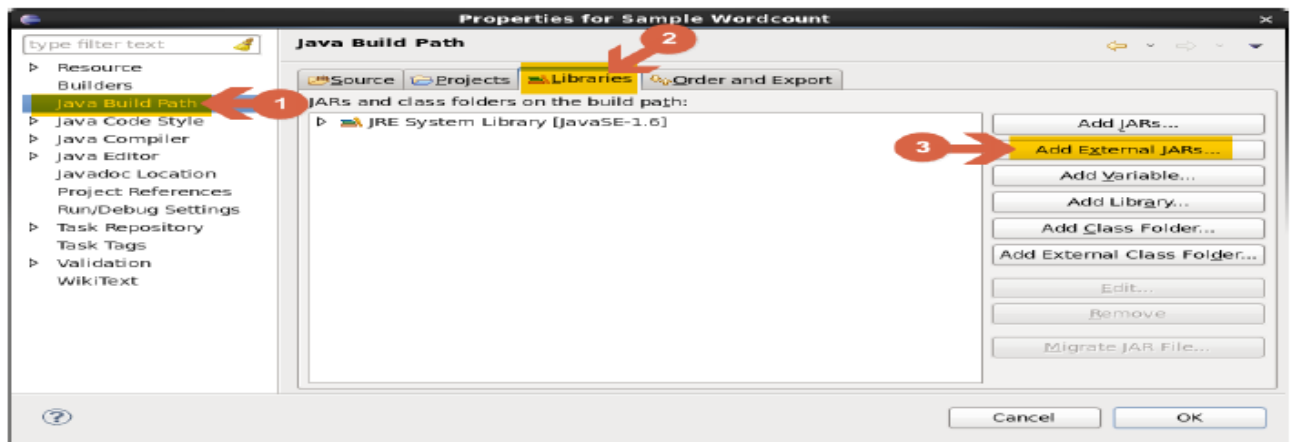 Properties for Sample Wordcount
type filter text
Java Build Path
2
Resource
Builders
Java Build Path
1
Java Code Style
Java Compiler
Java Editor
Javadoc Location
Project References
Run/Debug Settings
Task Repository
Task Tags
Validation
WikiText
Source Projects Libraries Order and Export
JARs and class folders on the build path:
JRE System Library [JavaSE-1.6]
3
Add JARs...
Add External JARs...
Add Variable...
Add Library...
Add Class Folder...
Add External Class Folder...
Edit...
Remove
Migrate JAR File...
?
Cancel OK